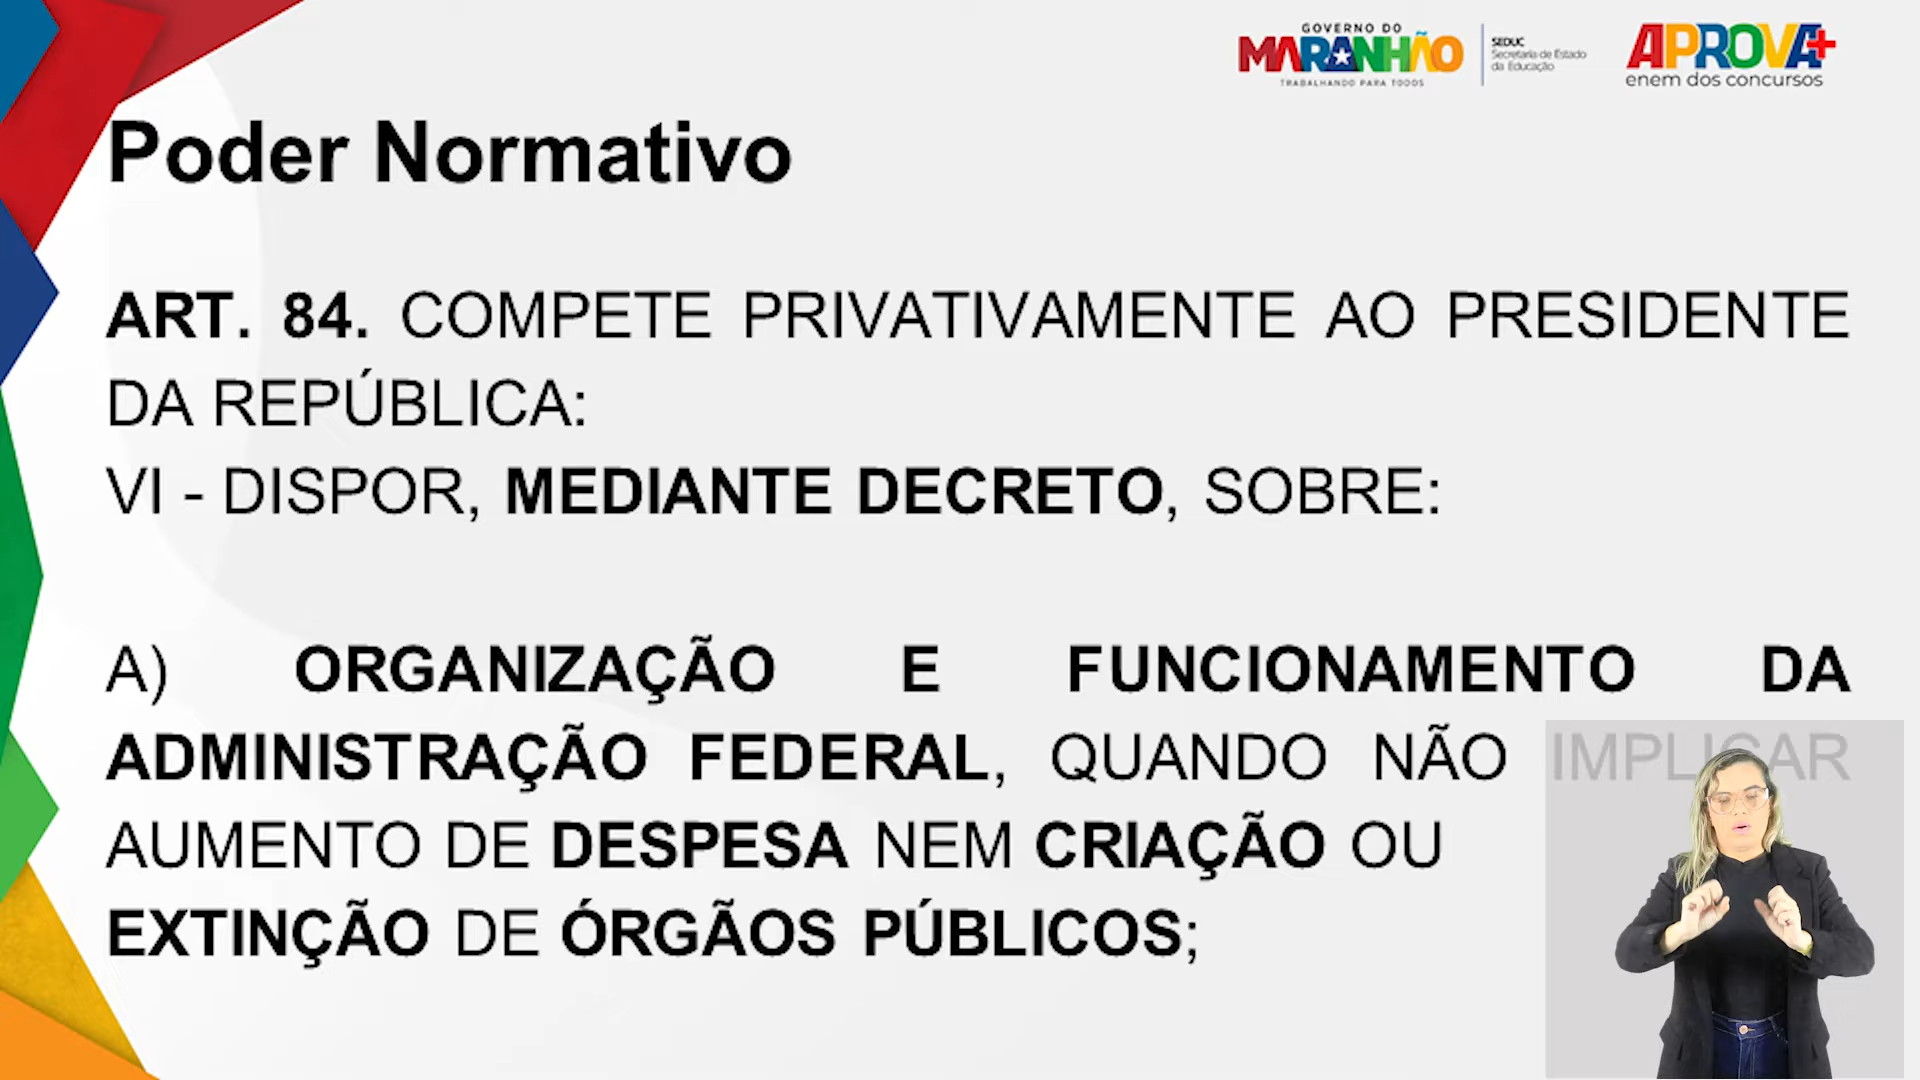 GOVERNO DO
MARANHÃO
TRABALHANDO PARA TODOS
SEDUC
Secretaria de Estado
da Educação
APROVA+
enem dos concursos
Poder Normativo
ART. 84. COMPETE PRIVATIVAMENTE AO PRESIDENTE
DA REPÚBLICA:
VI - DISPOR, MEDIANTE DECRETO, SOBRE:
A) ORGANIZAÇÃO E FUNCIONAMENTO DA
ADMINISTRAÇÃO FEDERAL, QUANDO NÃO IMPLICAR
AUMENTO DE DESPESA NEM CRIAÇÃO OU
EXTINÇÃO DE ÓRGÃOS PÚBLICOS;